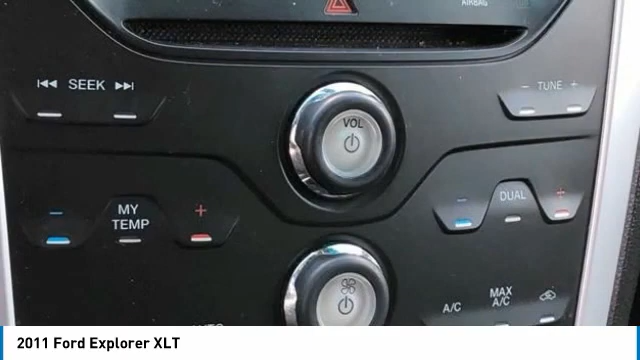 AIRBAG
SEEK
TUNE
- +
VOL
- MY TEMP +
- DUAL +
A/C
MAX A/C
2011 Ford Explorer XLT